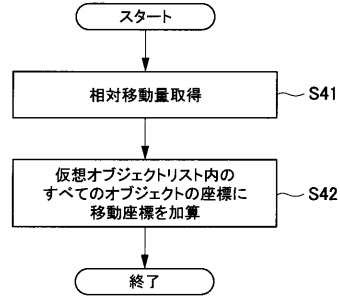 スタート
相対移動量取得
S41
仮想オブジェクトリスト内の
すべてのオブジェクトの座標に
移動座標を加算
S42
終了